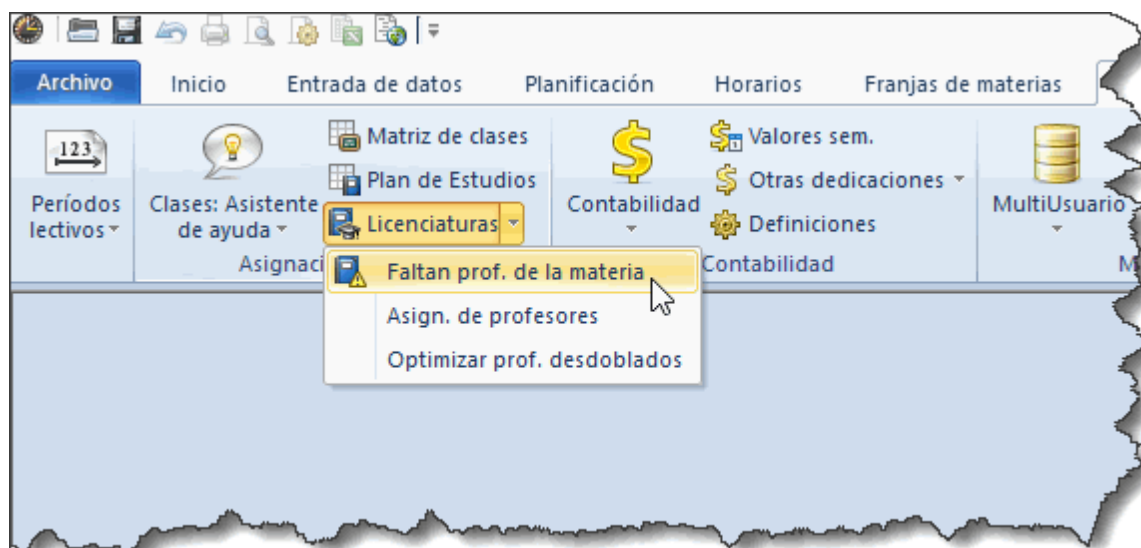 Archivo Inicio Entrada de datos Planificación Horarios Franjas de materias
123
Períodos
lectivos
Clases: Asistente
de ayuda
Matriz de clases
Plan de Estudios
Licenciaturas
Contabilidad
Valores sem.
Otras dedicaciones
Definiciones
MultiUsuario
Asignaci
Contabilidad
M
Faltan prof. de la materia
Asign. de profesores
Optimizar prof. desdoblados